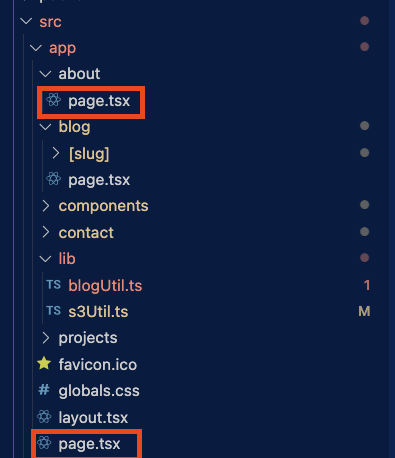 src
app
about
page.tsx
blog
[slug]
page.tsx
components
contact
lib
TS blogUtil.ts 1
TS s3Util.ts M
projects
favicon.ico
# globals.css
layout.tsx
page.tsx